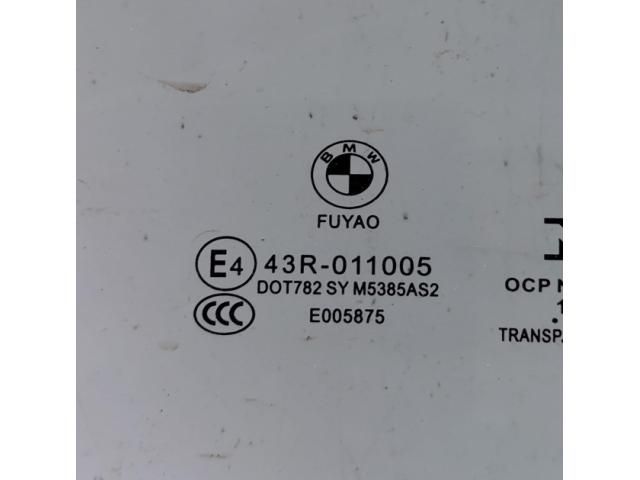 BMW
FUYAO
E4 43R-011005
DOT782 SY M5385AS2
CCC E005875
OCP
TRANSP